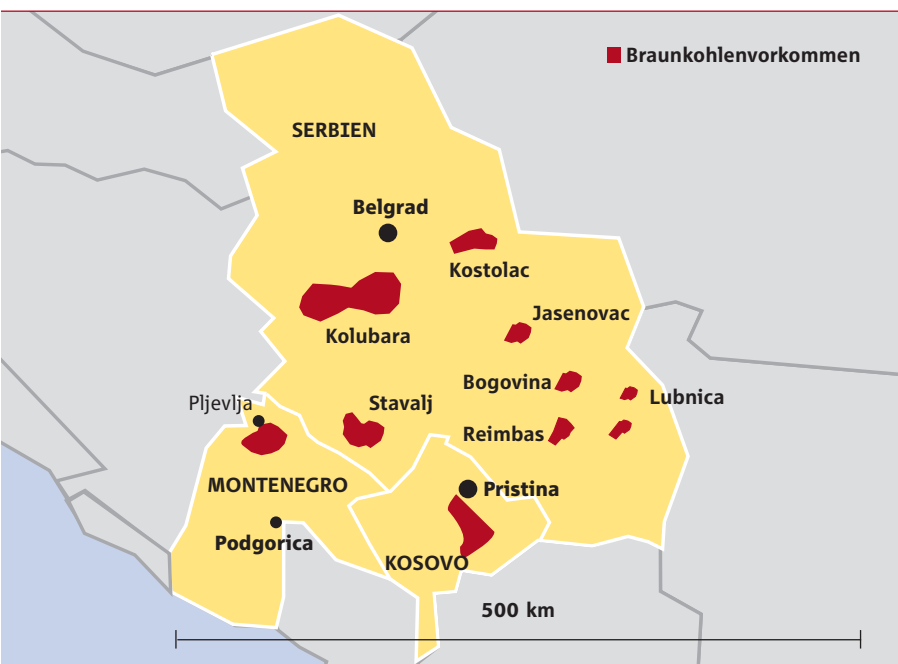 Braunkohlenvorkommen
SERBIEN
Belgrad
Kostolac
Jasenovac
Kolubara
Bogovina
Lubnica
Pljevlja
Stavalj
Reimbas
MONTENEGRO
Pristina
Podgorica
KOSOVO
500 km